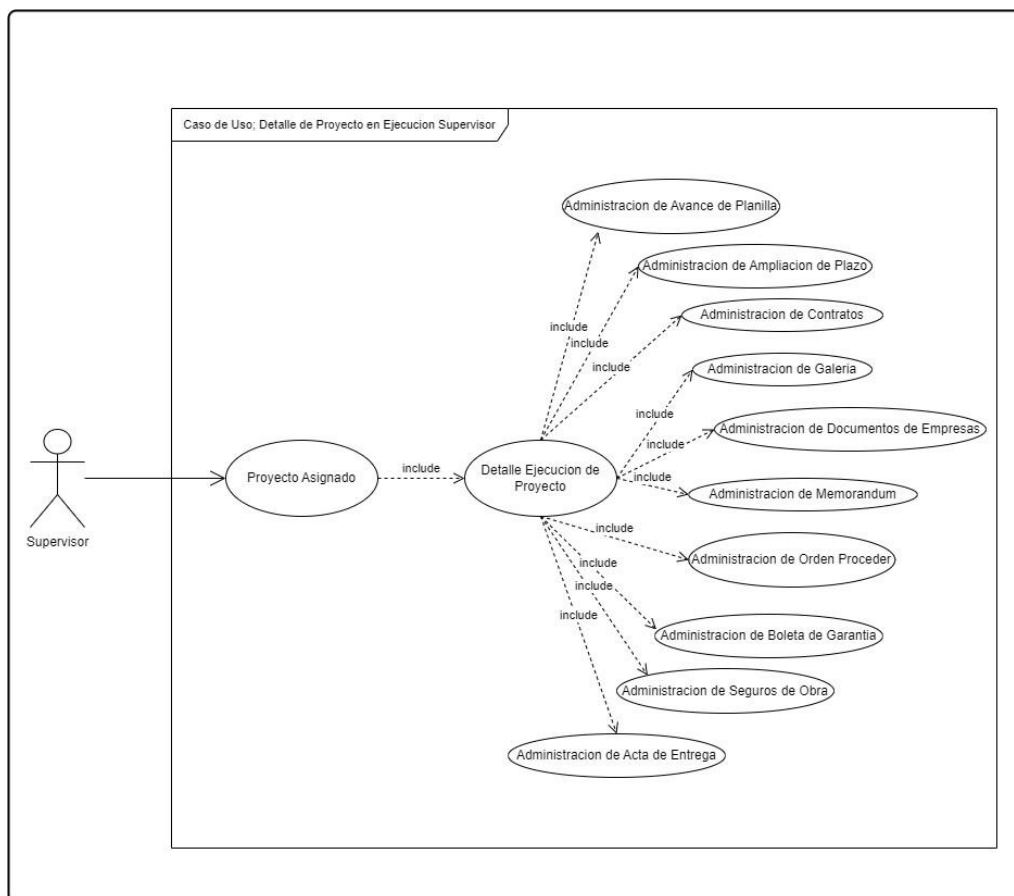 Caso de Uso; Detalle de Proyecto en Ejecucion Supervisor
Administracion de Avance de Planilla
Administracion de Ampliacion de Plazo
Administracion de Contratos
include
include
include
Administracion de Galeria
include
Administracion de Documentos de Empresas
include
Proyecto Asignado
include
Detalle Ejecucion de
Proyecto
include
Administracion de Memorandum
Supervisor
include
Administracion de Orden Proceder
include
include
include
Administracion de Boleta de Garantia
Administracion de Seguros de Obra
Administracion de Acta de Entrega